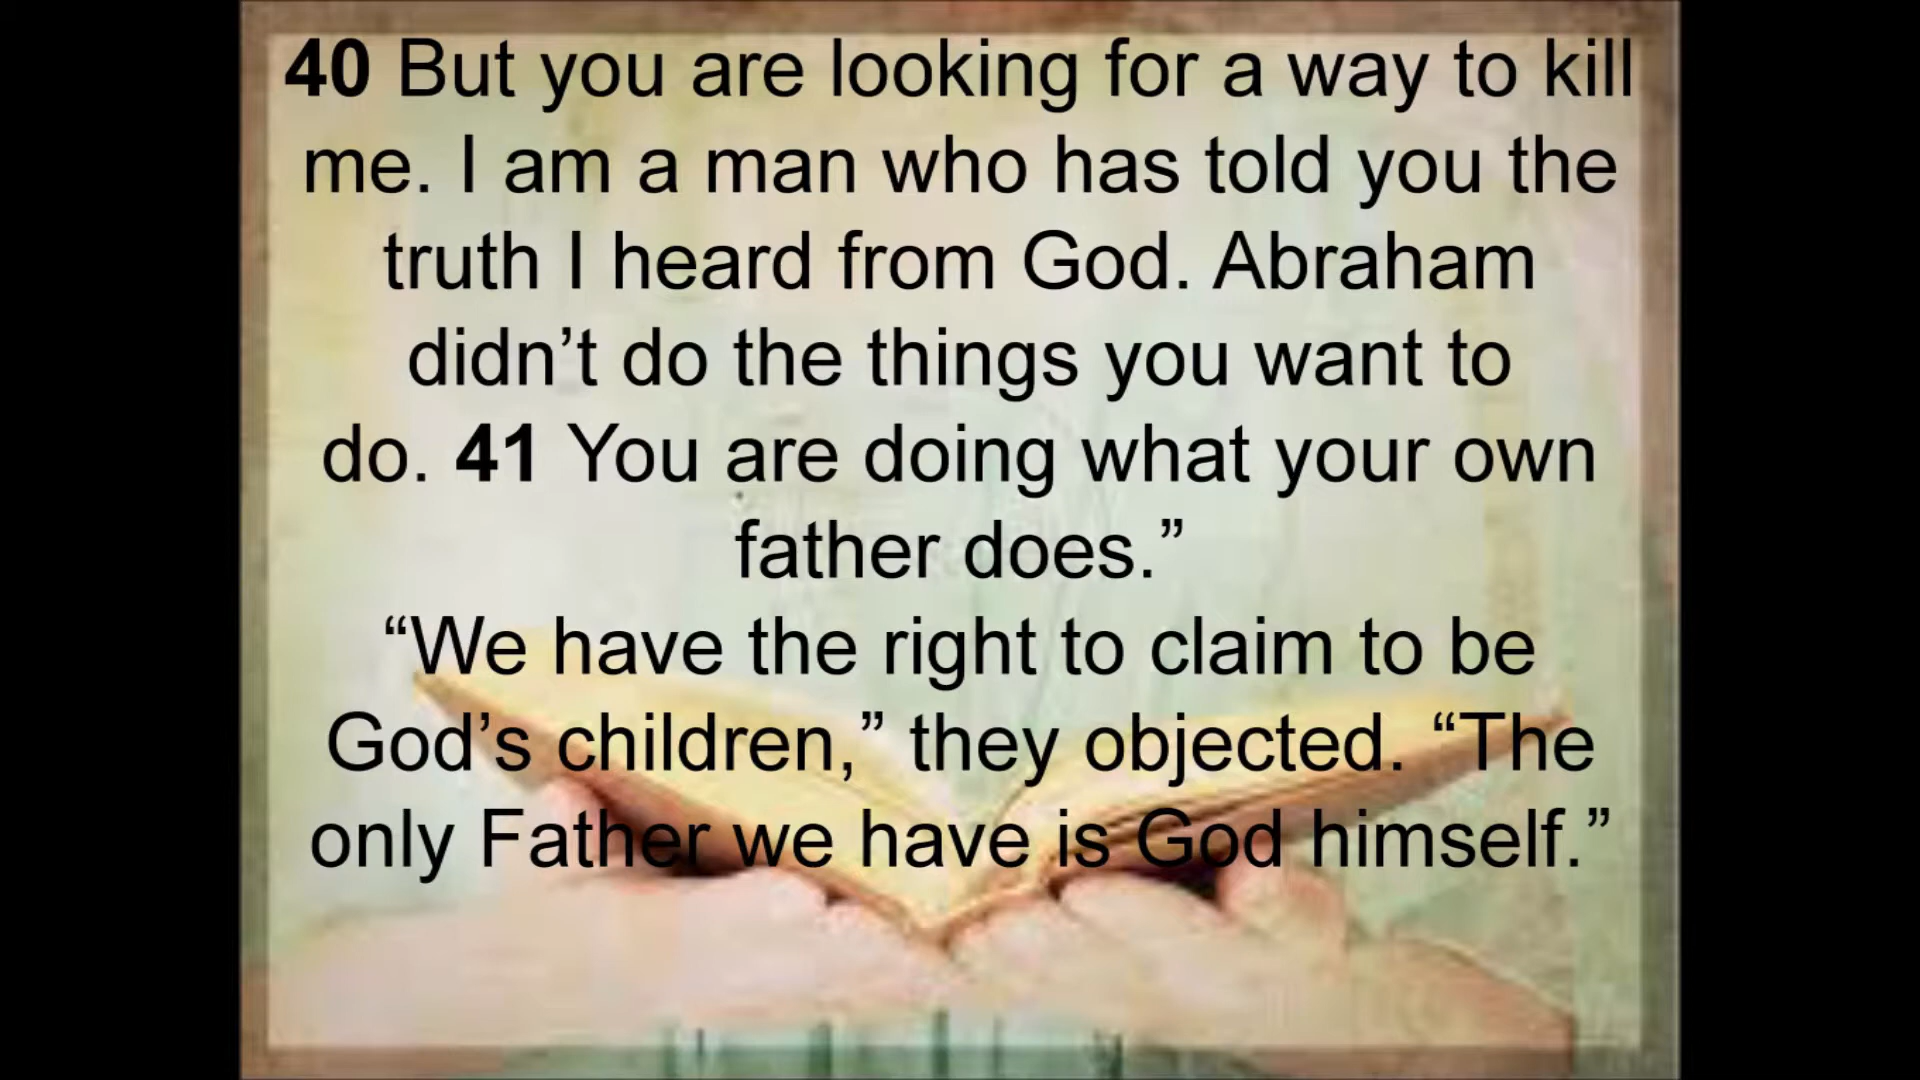 40 But you are looking for a way to kill
me. I am a man who has told you the
truth I heard from God. Abraham
didn’t do the things you want to
do. 41 You are doing what your own
father does.”
“We have the right to claim to be
God’s children,” they objected. “The
only Father we have is God himself.”